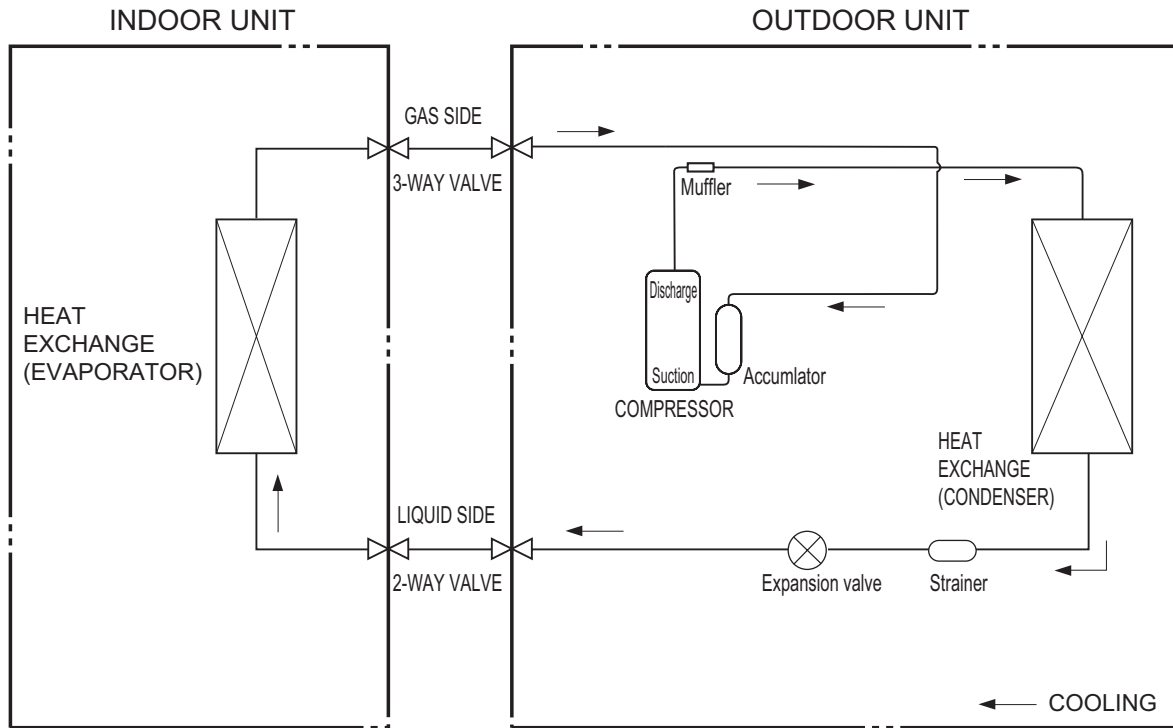 INDOOR UNIT
OUTDOOR UNIT
GAS SIDE
3-WAY VALVE
Muffler
HEAT
EXCHANGE
(EVAPORATOR)
Discharge
Suction
Accumlator
COMPRESSOR
HEAT
EXCHANGE
(CONDENSER)
LIQUID SIDE
2-WAY VALVE
Expansion valve
Strainer
COOLING